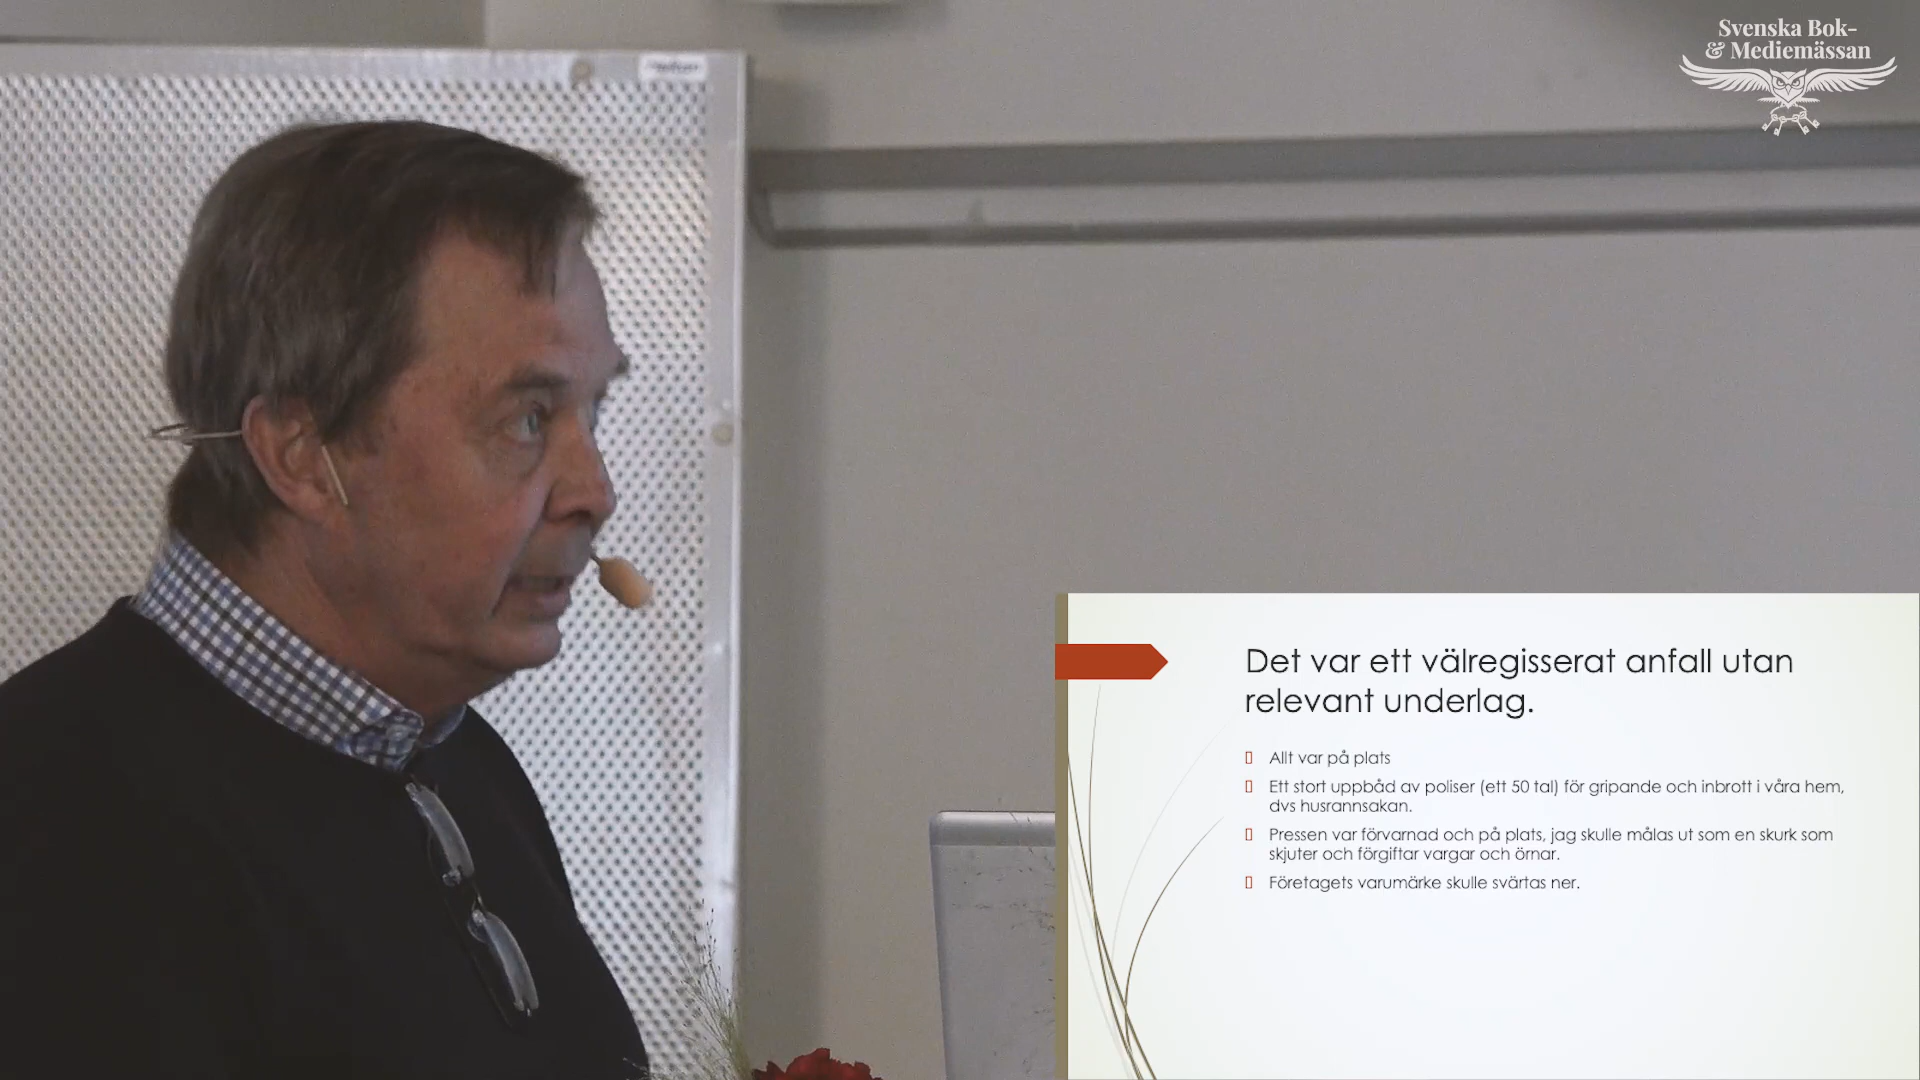 Svenska Bok-
& Mediemässan
Det var ett välregisserat anfall utan
relevant underlag.
Allt var på plats
Ett stort uppbåd av poliser (ett 50 tal) för gripande och inbrott i våra hem,
dvs husrannsakan.
Pressen var förvarnad och på plats, jag skulle målas ut som en skurk som
skjuter och förgiftar vargar och örnar.
Företagets varumärke skulle svärtas ner.